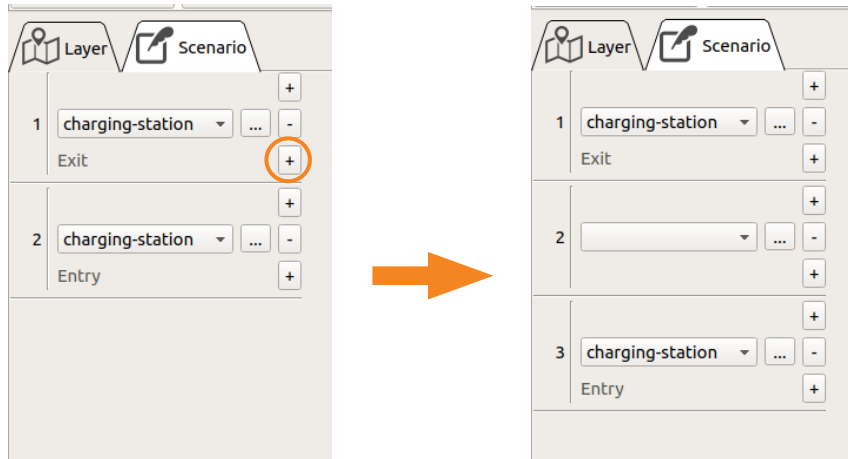 Layer Scenario
+
1 charging-station ... -
Exit +
+
2 charging-station ... -
Entry +
Layer Scenario
+
1 charging-station ... -
Exit +
+
2 ... -
+
+
3 charging-station ... -
Entry +